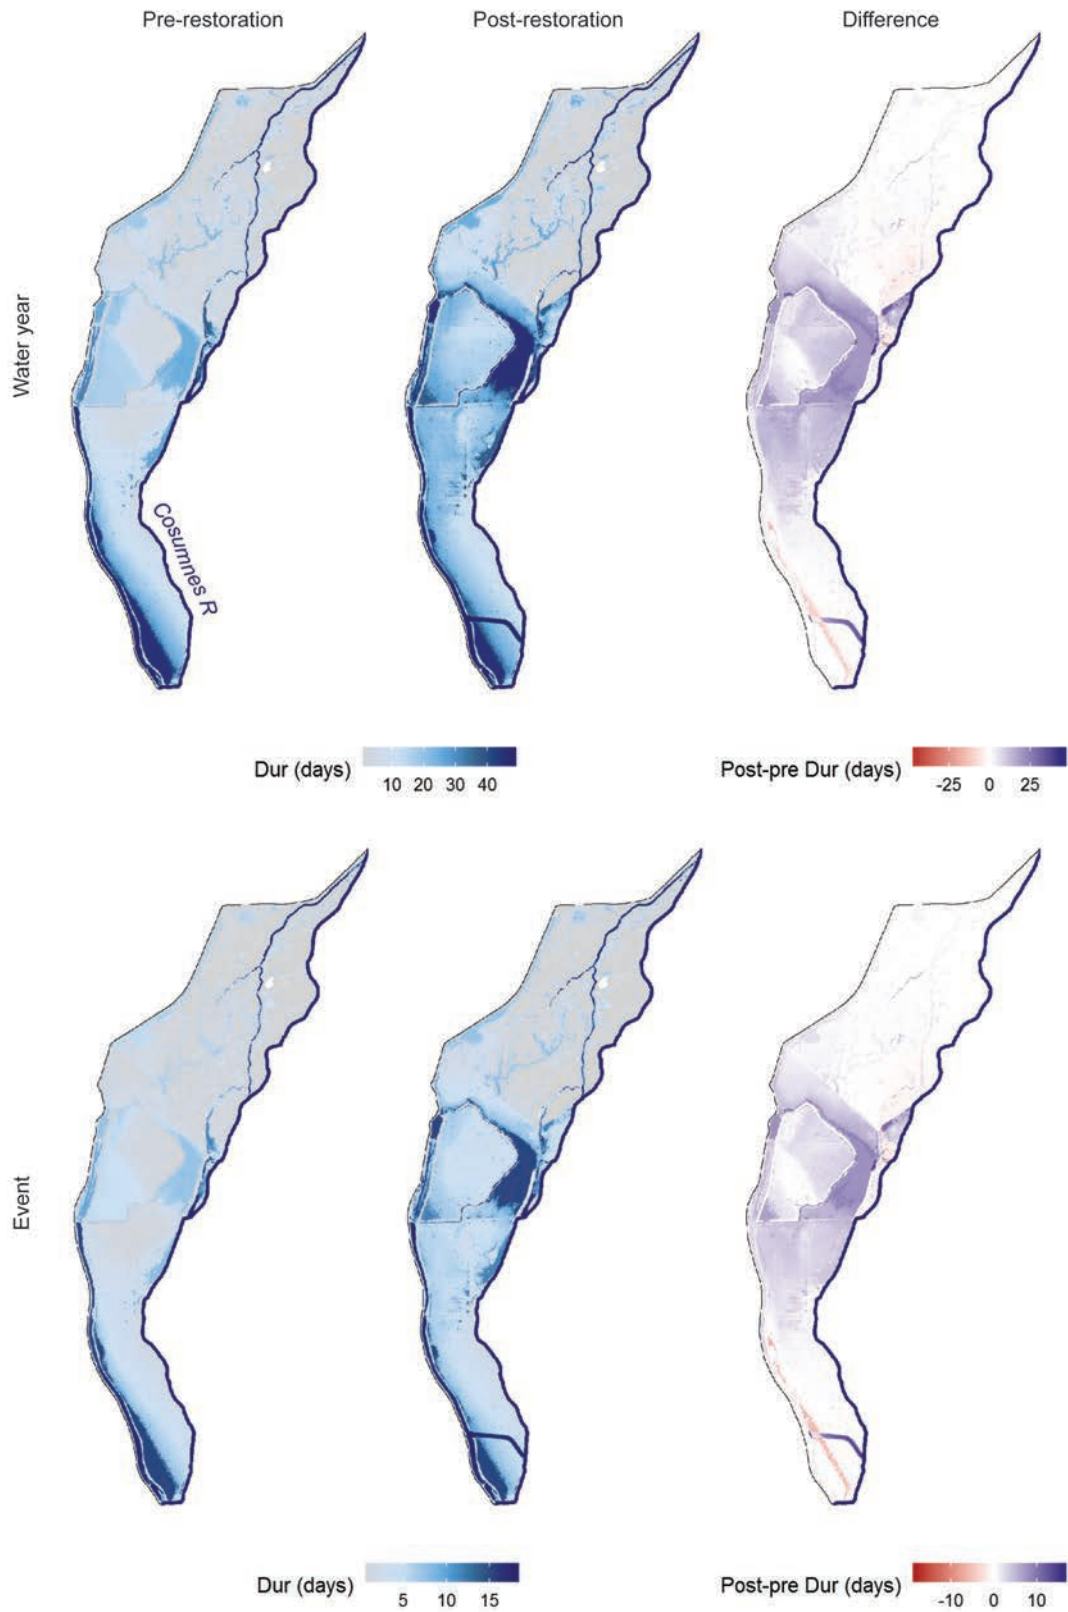 Pre-restoration
Post-restoration
Difference
Water year
Cosumnes R
Dur (days)
10 20 30 40
Post-pre Dur (days)
-25 0 25
Event
Dur (days)
5 10 15
Post-pre Dur (days)
-10 0 10